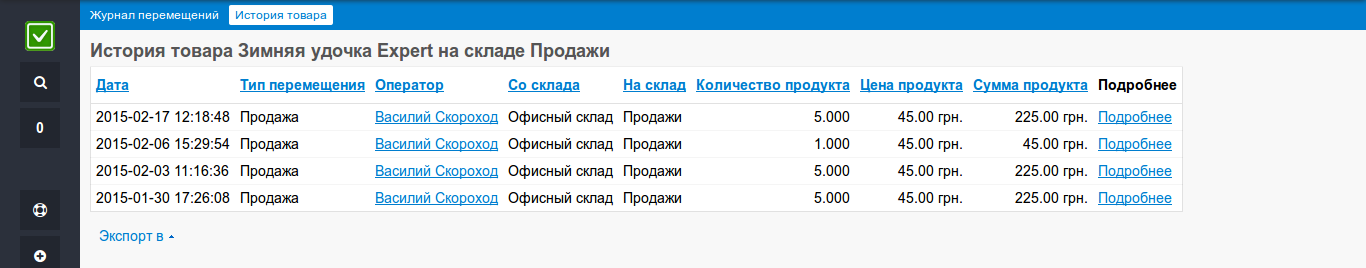 Журнал перемещений История товара
История товара Зимняя удочка Expert на складе Продажи
Дата Тип перемещения Оператор Со склада На склад Количество продукта Цена продукта Сумма продукта Подробнее
2015-02-17 12:18:48 Продажа Василий Скороход Офисный склад Продажи 5.000 45.00 грн. 225.00 грн. Подробнее
0
2015-02-06 15:29:54 Продажа Василий Скороход Офисный склад Продажи 1.000 45.00 грн. 45.00 грн. Подробнее
2015-02-03 11:16:36 Продажа Василий Скороход Офисный склад Продажи 5.000 45.00 грн. 225.00 грн. Подробнее
2015-01-30 17:26:08 Продажа Василий Скороход Офисный склад Продажи 5.000 45.00 грн. 225.00 грн. Подробнее
Экспорт в